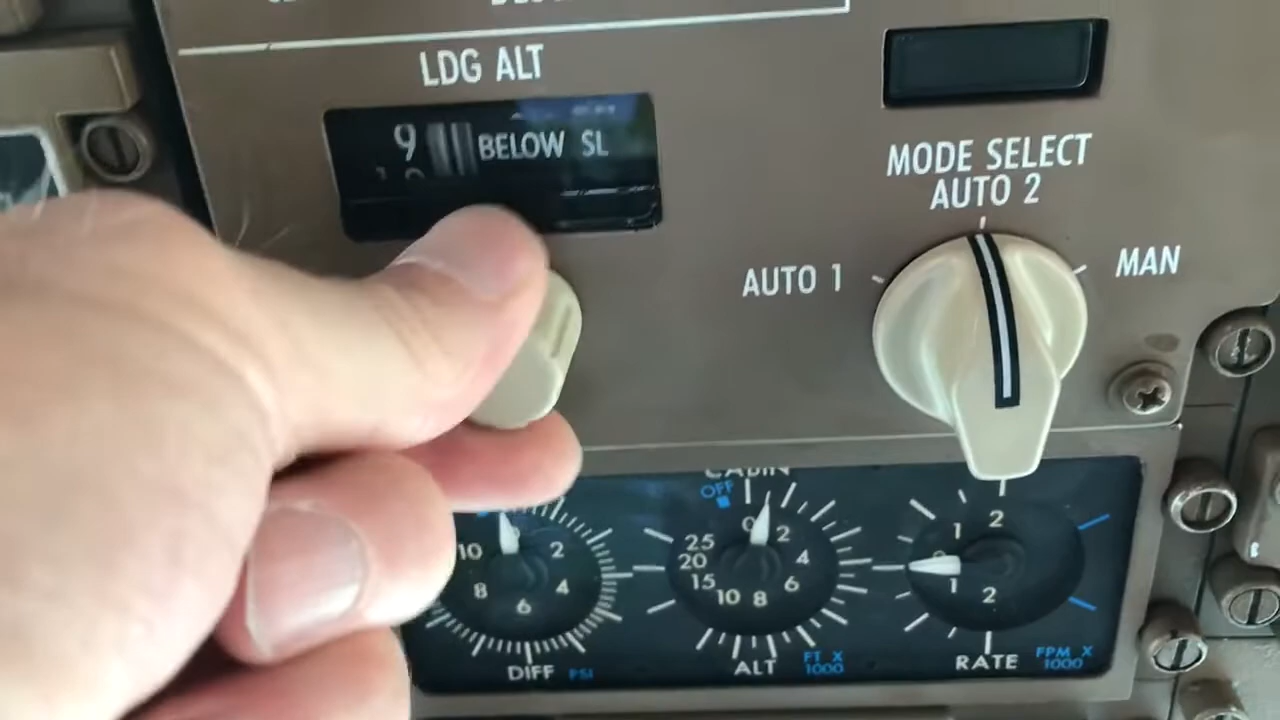 LDG ALT
9 BELOW SL
MODE SELECT
AUTO 2
AUTO 1
MAN
CABIN
OFF
10 2 4 6 8
DIFF PSI
0 2 4 6 8 10 15 20 25
ALT FT X
1000
1 2
1 2
RATE FPM X
1000